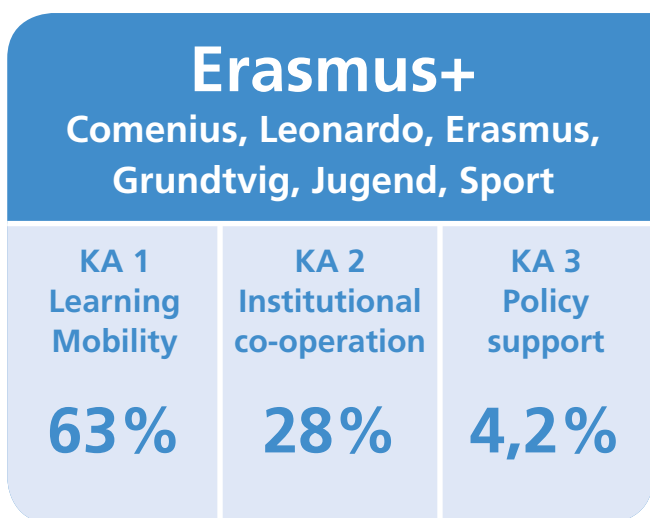 Erasmus+
Comenius, Leonardo, Erasmus,
Grundtvig, Jugend, Sport
KA 1
Learning
Mobility
63%
KA 2
Institutional
co-operation
28%
KA 3
Policy
support
4,2%